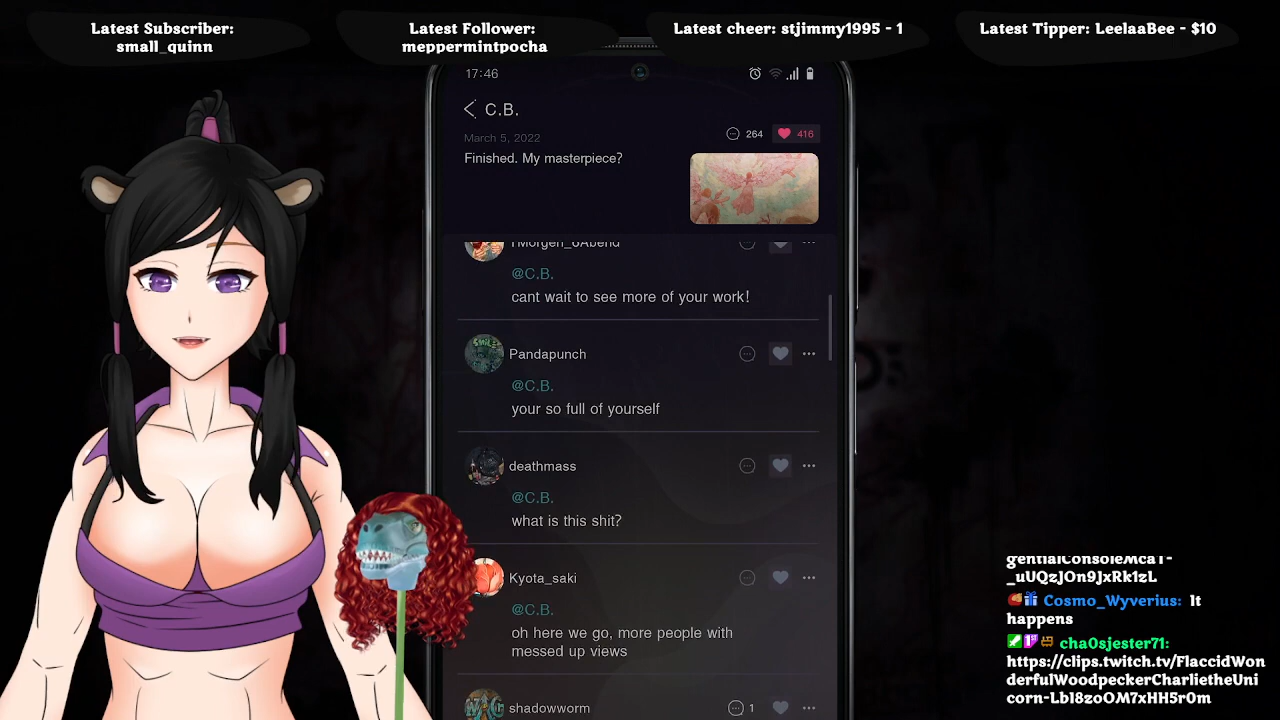 Latest Subscriber:
small_quinn
Latest Follower:
meppermintpocha
Latest cheer: stjimmy1995 - 1
Latest Tipper: LeelaaBee - $10
17:46
C.B.
March 5, 2022
264
416
Finished. My masterpiece?
@C.B.
cant wait to see more of your work!
Pandapunch
@C.B.
your so full of yourself
deathmass
@C.B.
what is this shit?
Kyota_saki
@C.B.
oh here we go, more people with
messed up views
shadowworm
1
_uUQzJOn9JxRk1zL
Cosmo_Wyverius: It
happens
cha0sjester71:
https://clips.twitch.tv/FlaccidWon
derfulWoodpeckerCharlietheUni
corn-Lbl8zoOM7xHH5r0m